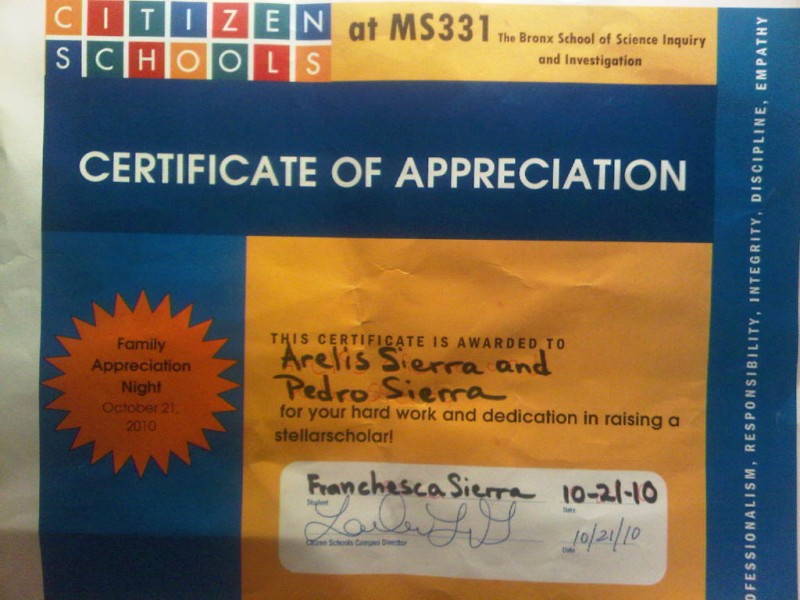 CITIZEN
SCHOOLS
at MS331 The Bronx School of Science Inquiry
and Investigation
CERTIFICATE OF APPRECIATION
Family
Appreciation
Night
October 21,
2010
THIS CERTIFICATE IS AWARDED TO
Arelis Sierra and
Pedro Sierra
for your hard work and dedication in raising a
stellarscholar!
Franchesca Sierra 10-21-10
Student Date
10/21/10
Citizen Schools Campus Director Date
OFESSIONALISM, RESPONSIBILITY, INTEGRITY, DISCIPLINE, EMPATHY